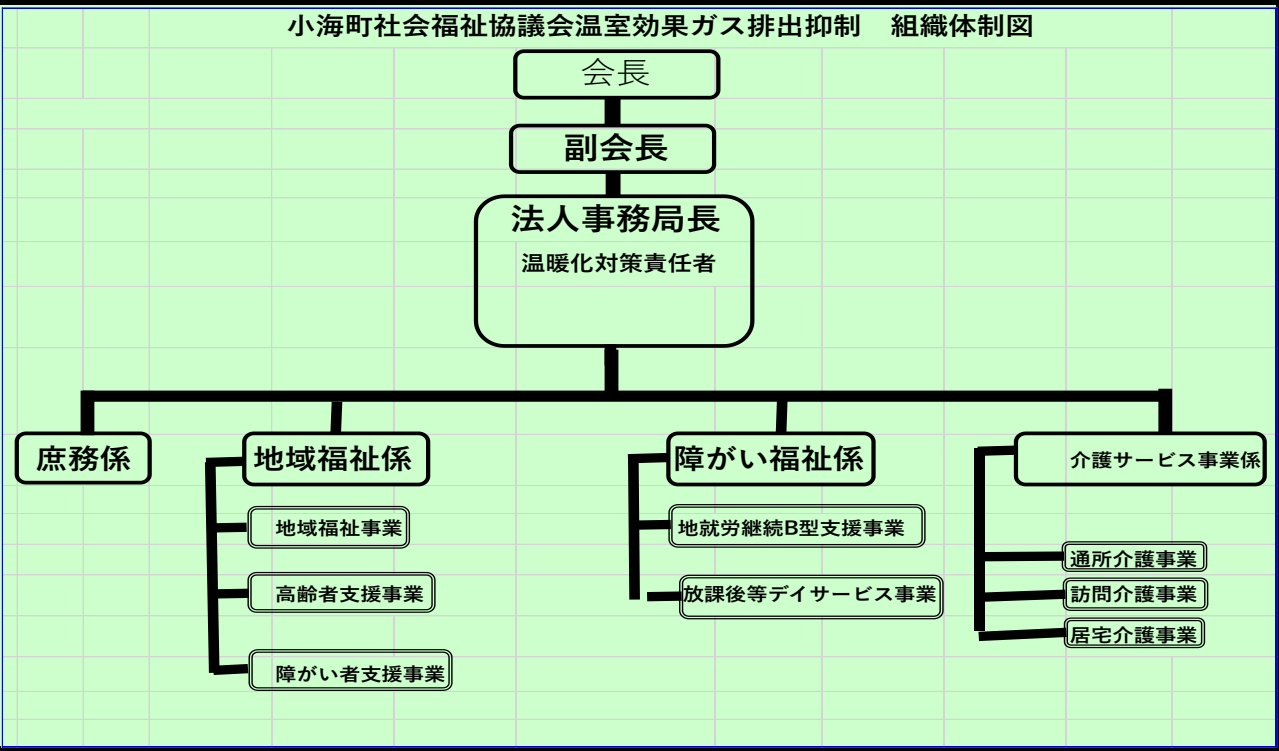 小海町社会福祉協議会温室効果ガス排出抑制　組織体制図
会長
副会長
法人事務局長
温暖化対策責任者
庶務係
地域福祉係
地域福祉事業
高齢者支援事業
障がい者支援事業
障がい福祉係
地就労継続B型支援事業
放課後等デイサービス事業
介護サービス事業係
通所介護事業
訪問介護事業
居宅介護事業